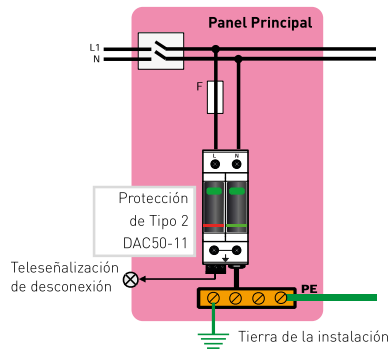 Panel Principal
L1
N
F
L N
Protección
de Tipo 2
DAC50-11
Teleseñalización
de desconexión
PE
Tierra de la instalación